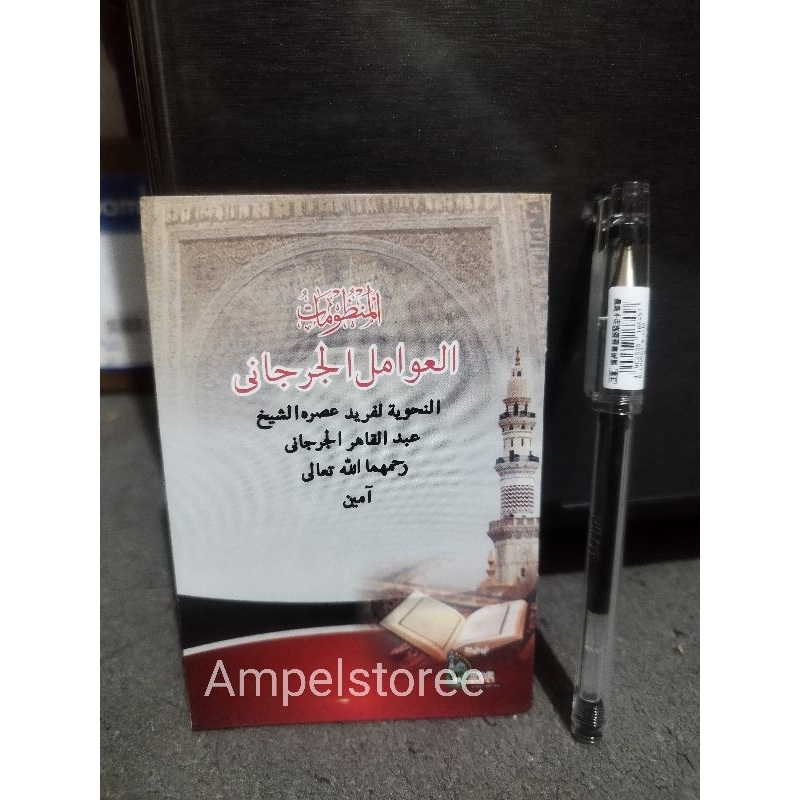 المنظومات
العوامل الجرجانى
النحوية لفريد عصره الشيخ
عبد القاهر الجرجانى
رحمهما الله تعالى
آمين
Ampelstoree